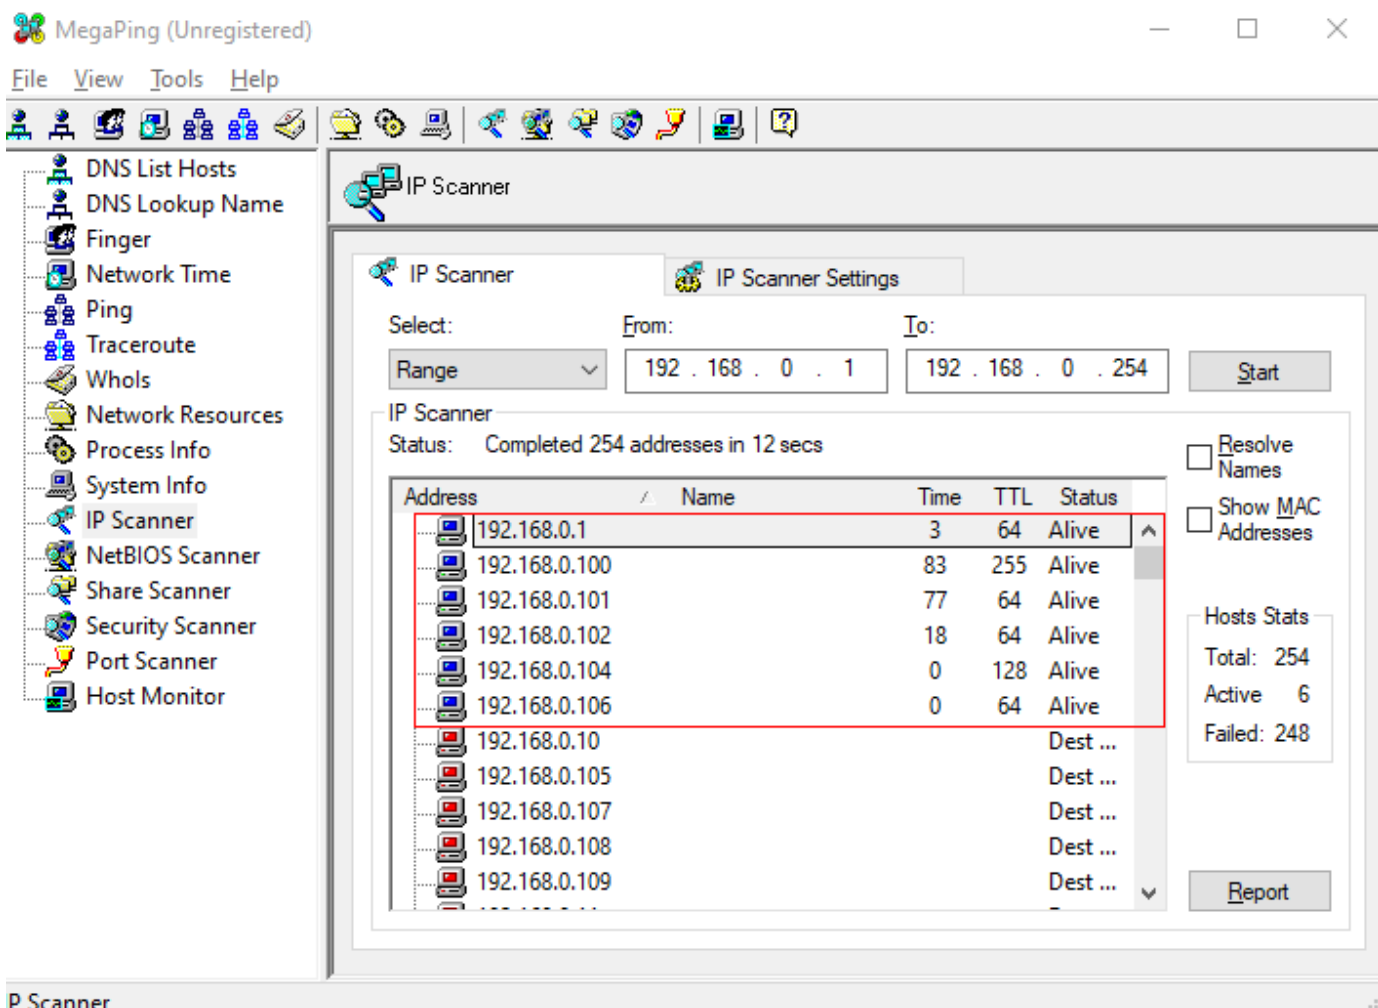 MegaPing (Unregistered)
File View Tools Help
DNS List Hosts
DNS Lookup Name
Finger
Network Time
Ping
Traceroute
WhoIs
Network Resources
Process Info
System Info
IP Scanner
NetBIOS Scanner
Share Scanner
Security Scanner
Port Scanner
Host Monitor
IP Scanner
IP Scanner IP Scanner Settings
Select: From: To:
Range 192 . 168 . 0 . 1 192 . 168 . 0 . 254 Start
IP Scanner
Status: Completed 254 addresses in 12 secs
Resolve Names
Show MAC Addresses
Address Name Time TTL Status
192.168.0.1 3 64 Alive
192.168.0.100 83 255 Alive
192.168.0.101 77 64 Alive
192.168.0.102 18 64 Alive
192.168.0.104 0 128 Alive
192.168.0.106 0 64 Alive
192.168.0.10 Dest ...
192.168.0.105 Dest ...
192.168.0.107 Dest ...
192.168.0.108 Dest ...
192.168.0.109 Dest ...
Hosts Stats
Total: 254
Active 6
Failed: 248
Report
P Scanner